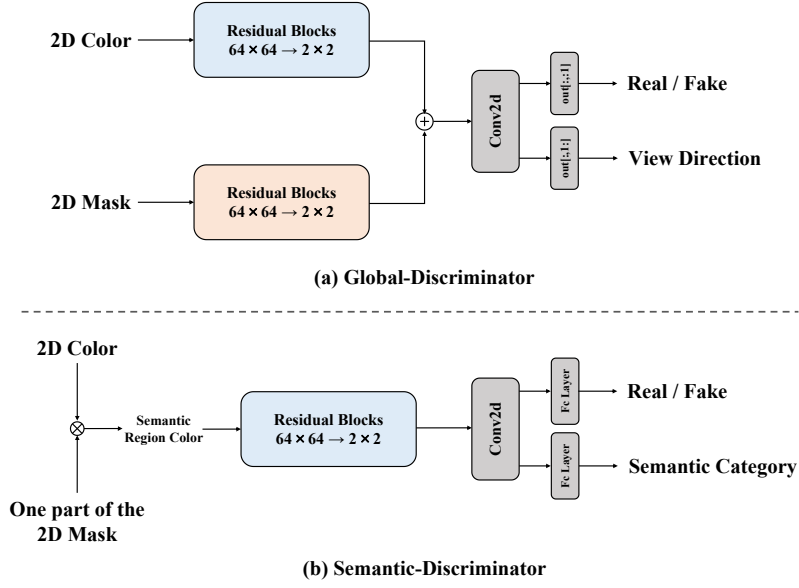 2D Color
Residual Blocks
64 × 64 → 2 × 2
Conv2d
out[:,:1]
Real / Fake
out[:,1:]
View Direction
2D Mask
Residual Blocks
64 × 64 → 2 × 2
(a) Global-Discriminator
2D Color
Semantic
Region Color
Residual Blocks
64 × 64 → 2 × 2
Conv2d
Fc Layer
Real / Fake
Fc Layer
Semantic Category
One part of the
2D Mask
(b) Semantic-Discriminator